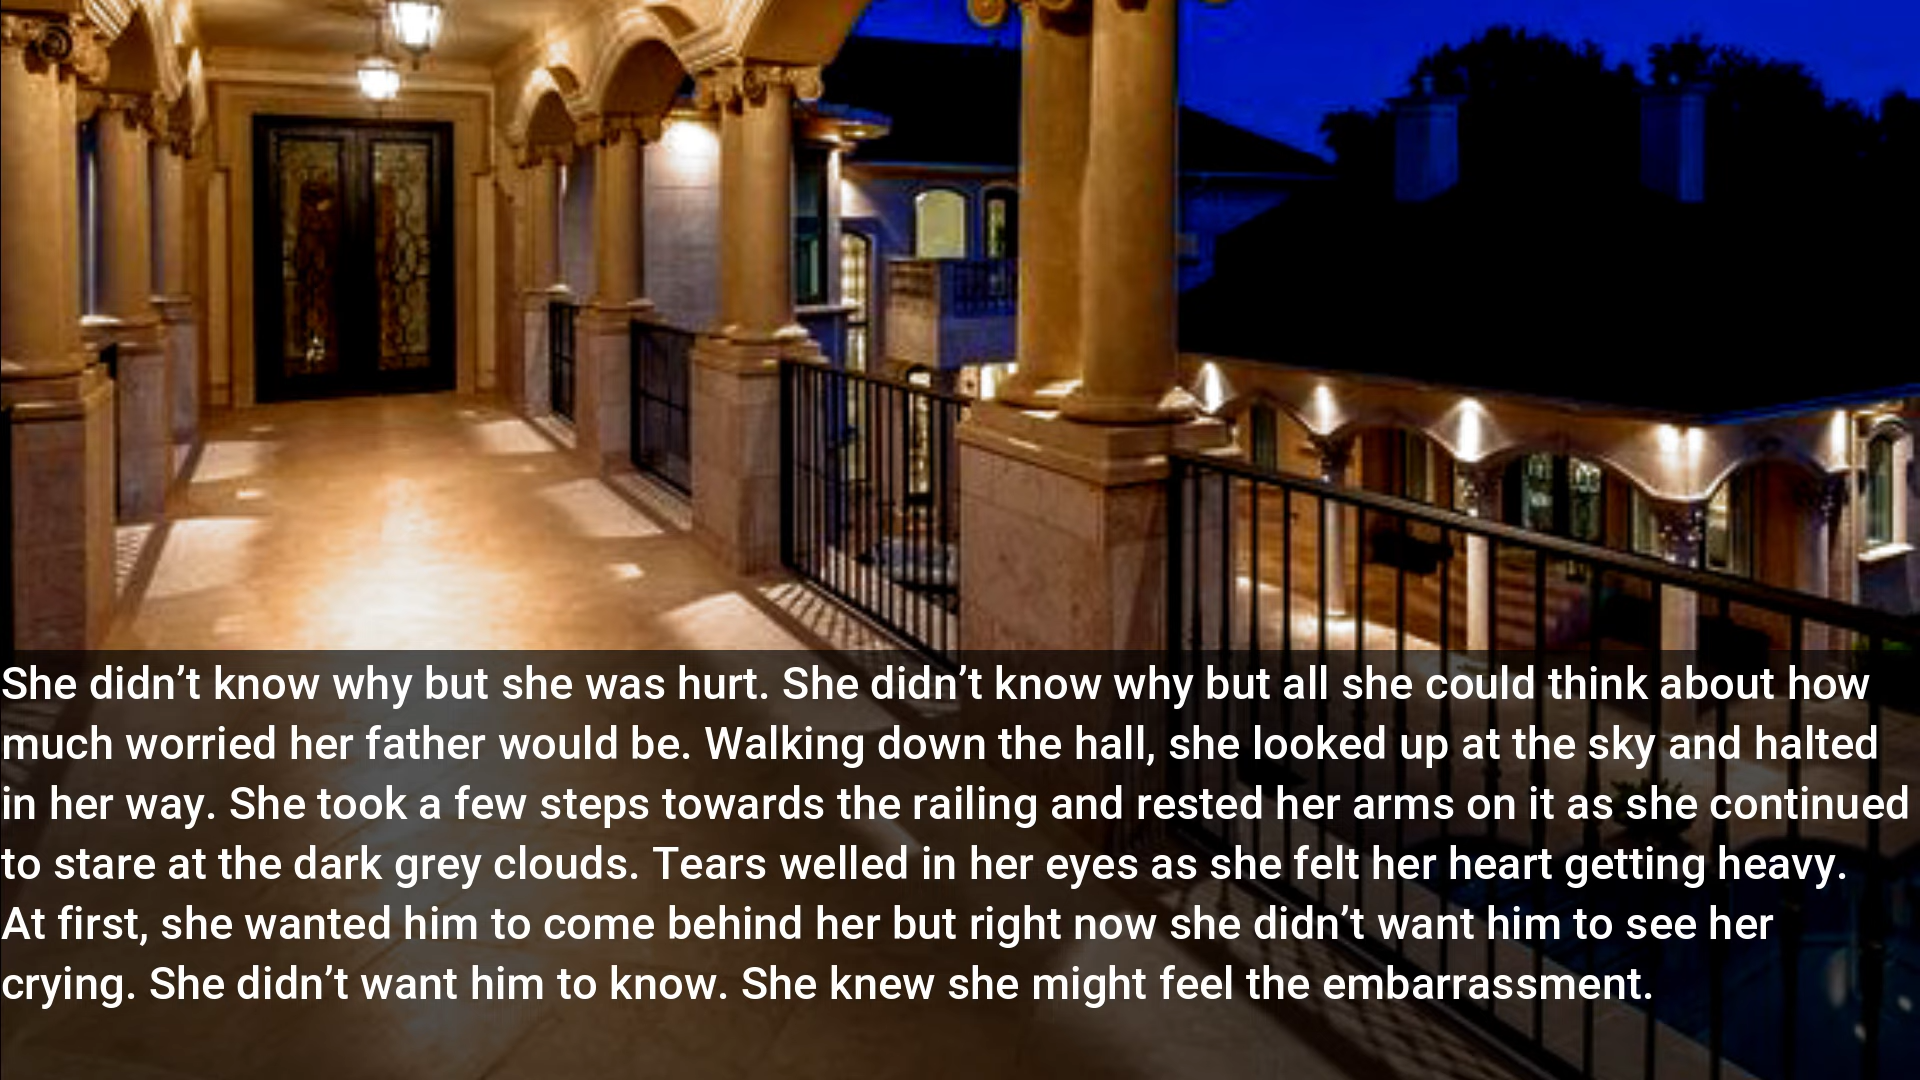 She didn’t know why but she was hurt. She didn’t know why but all she could think about how
much worried her father would be. Walking down the hall, she looked up at the sky and halted
in her way. She took a few steps towards the railing and rested her arms on it as she continued
to stare at the dark grey clouds. Tears welled in her eyes as she felt her heart getting heavy.
At first, she wanted him to come behind her but right now she didn’t want him to see her
crying. She didn’t want him to know. She knew she might feel the embarrassment.